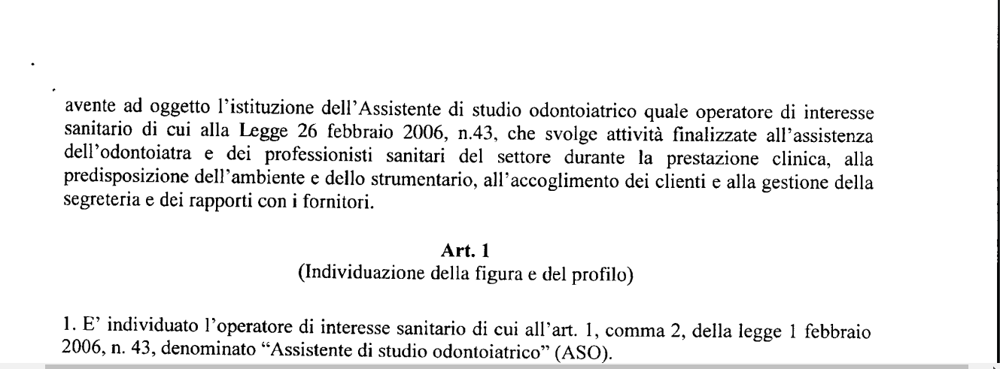 avente ad oggetto l'istituzione dell'Assistente di studio odontoiatrico quale operatore di interesse
sanitario di cui alla Legge 26 febbraio 2006, n.43, che svolge attività finalizzate all'assistenza
dell'odontoiatra e dei professionisti sanitari del settore durante la prestazione clinica, alla
predisposizione dell'ambiente e dello strumentario, all'accoglimento dei clienti e alla gestione della
segreteria e dei rapporti con i fornitori.
Art. 1
(Individuazione della figura e del profilo)
1. E' individuato l'operatore di interesse sanitario di cui all'art. 1, comma 2, della legge 1 febbraio
2006, n. 43, denominato “Assistente di studio odontoiatrico” (ASO).